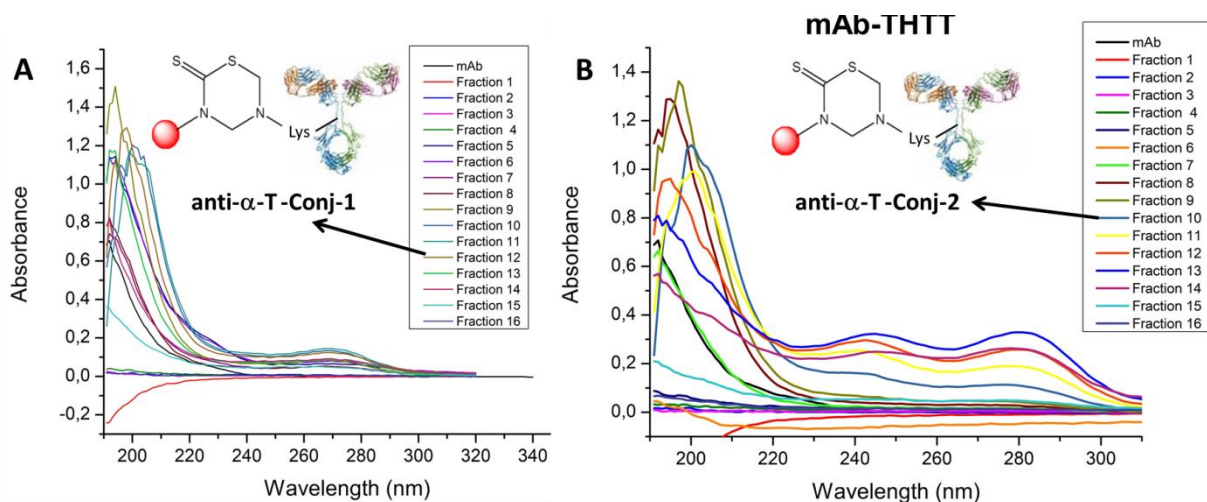 mAb-THTT
A
1,6
1,4
1,2
1,0
0,8
0,6
0,4
0,2
0,0
-0,2
Absorbance
200 220 240 260 280 300 320 340
Wavelength (nm)
S
S
N
N
Lys
anti-α-T-Conj-1
mAb
Fraction 1
Fraction 2
Fraction 3
Fraction 4
Fraction 5
Fraction 6
Fraction 7
Fraction 8
Fraction 9
Fraction 10
Fraction 11
Fraction 12
Fraction 13
Fraction 14
Fraction 15
Fraction 16
B
1,4
1,2
1,0
0,8
0,6
0,4
0,2
0,0
Absorbance
200 220 240 260 280 300
Wavelength (nm)
S
S
N
N
Lys
anti-α-T-Conj-2
mAb
Fraction 1
Fraction 2
Fraction 3
Fraction 4
Fraction 5
Fraction 6
Fraction 7
Fraction 8
Fraction 9
Fraction 10
Fraction 11
Fraction 12
Fraction 13
Fraction 14
Fraction 15
Fraction 16